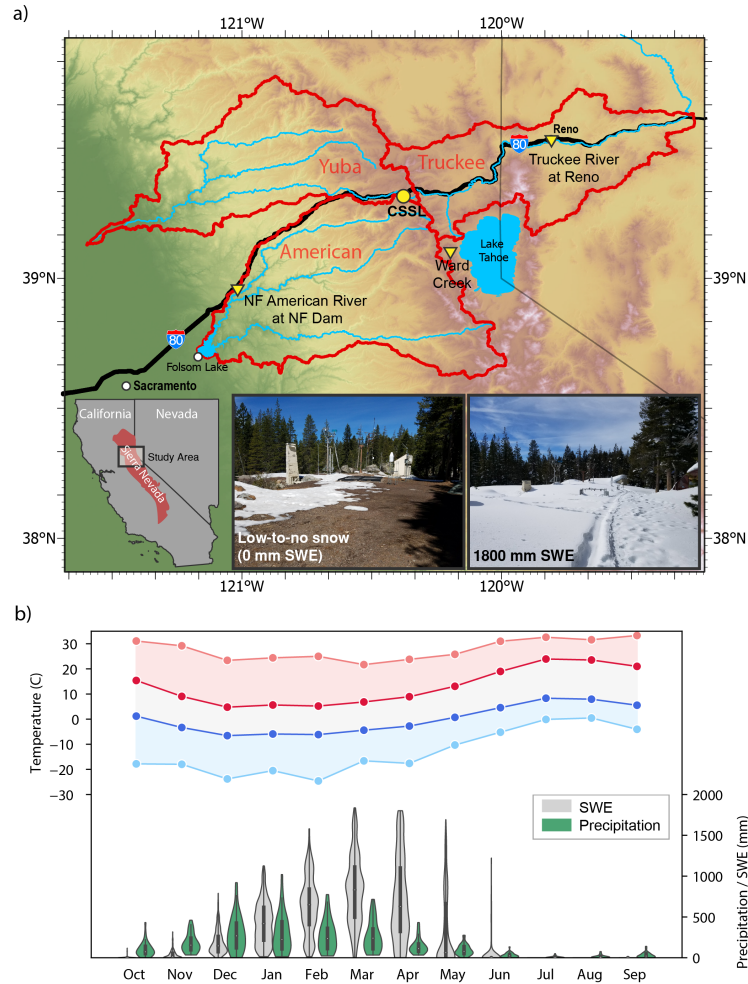 a)
121°W
120°W
Reno
80
Yuba
Truckee
Truckee River
at Reno
CSSL
American
Lake
Tahoe
Ward
Creek
39°N
39°N
NF American River
at NF Dam
80
Folsom Lake
Sacramento
California
Nevada
Study Area
Sierra Nevada
Low-to-no snow
(0 mm SWE)
1800 mm SWE
38°N
38°N
121°W
120°W
b)
30
20
10
0
−10
−20
−30
Temperature (C)
2000
1500
1000
500
0
Precipitation / SWE (mm)
SWE
Precipitation
Oct
Nov
Dec
Jan
Feb
Mar
Apr
May
Jun
Jul
Aug
Sep